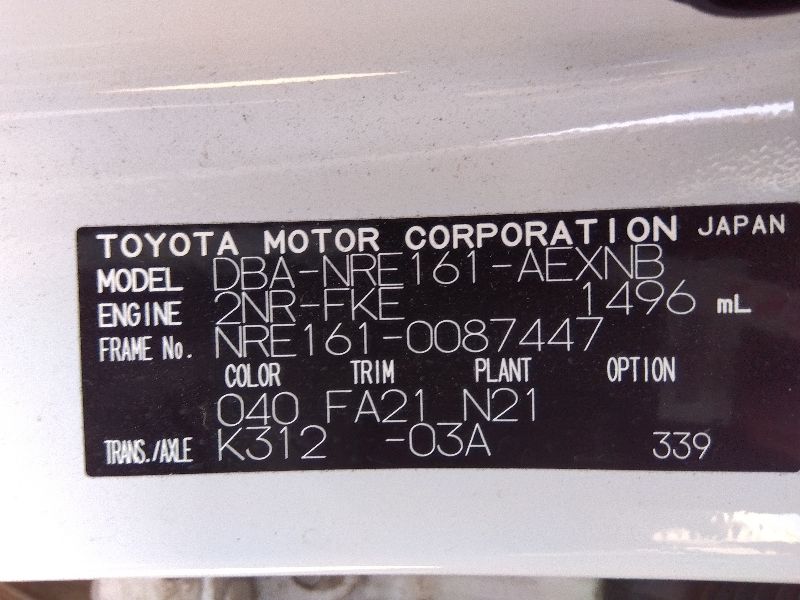 TOYOTA MOTOR CORPORATION JAPAN
MODEL DBA-NRE161-AEXNB
ENGINE 2NR-FKE 1496 mL
FRAME No. NRE161-0087447
COLOR TRIM PLANT OPTION
040 FA21 N21
TRANS./AXLE K312 -03A 339